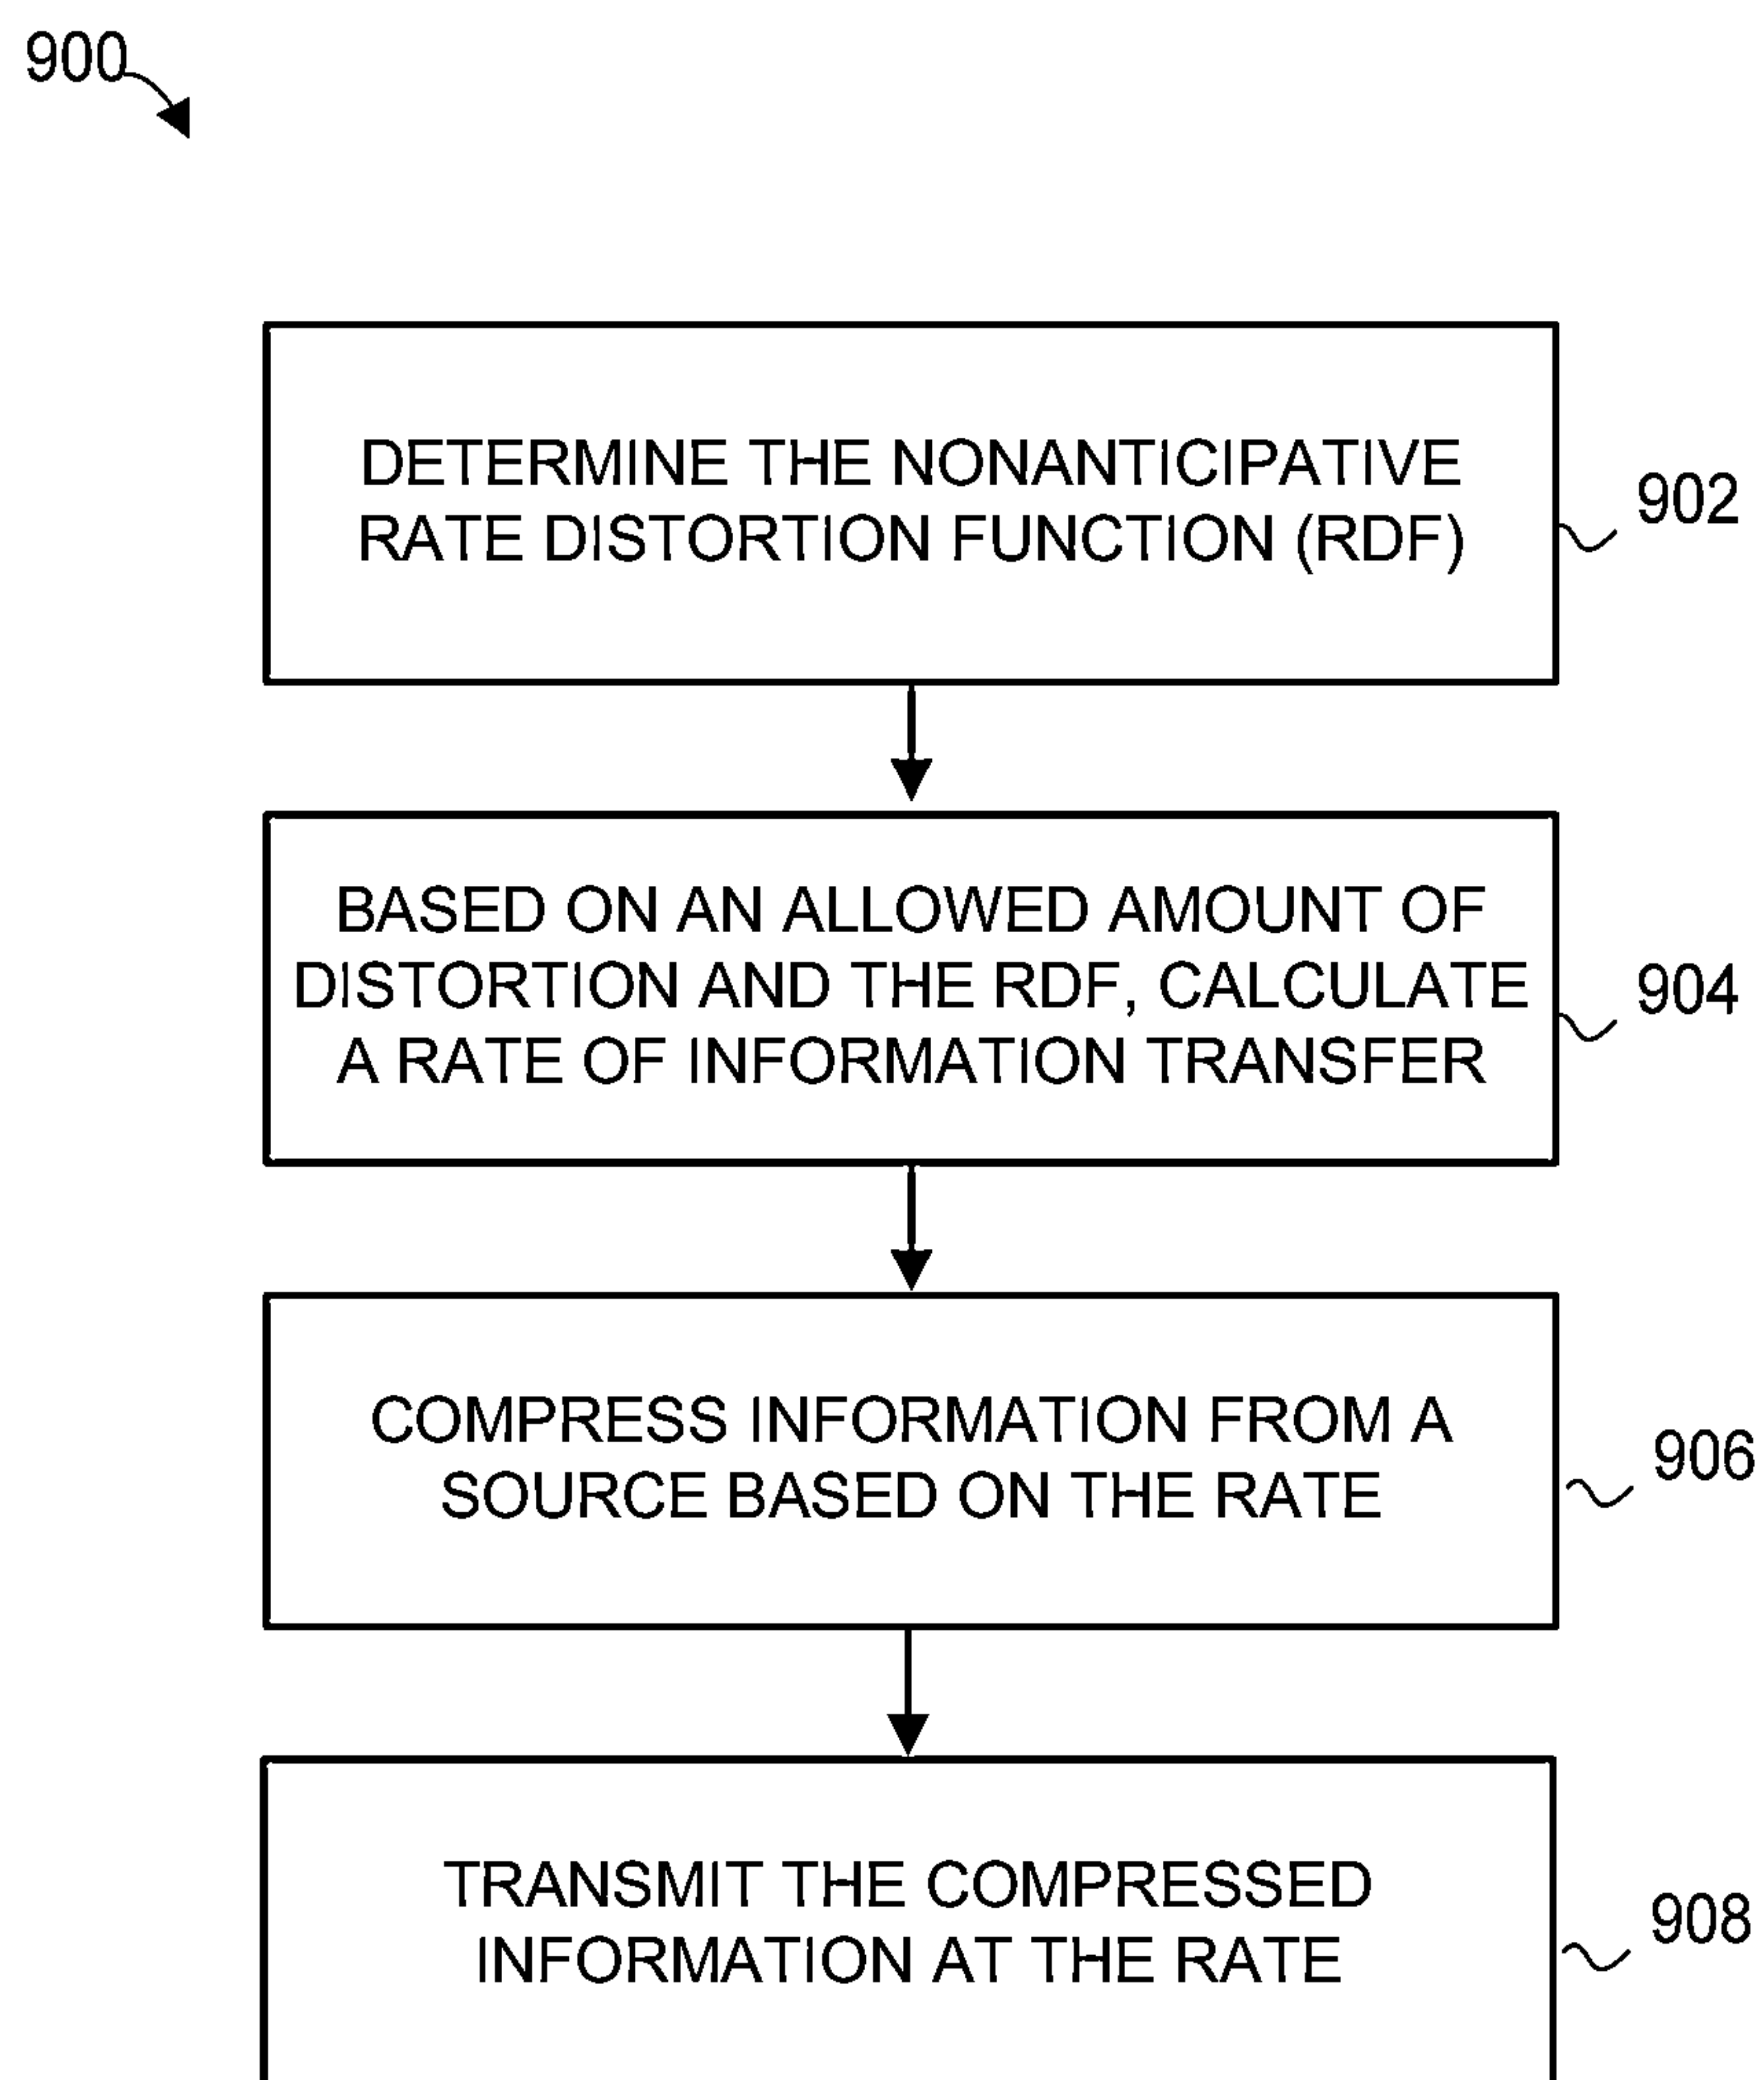 900
DETERMINE THE NONANTICIPATIVE
RATE DISTORTION FUNCTION (RDF)
902
BASED ON AN ALLOWED AMOUNT OF
DISTORTION AND THE RDF, CALCULATE
A RATE OF INFORMATION TRANSFER
904
COMPRESS INFORMATION FROM A
SOURCE BASED ON THE RATE
906
TRANSMIT THE COMPRESSED
INFORMATION AT THE RATE
908